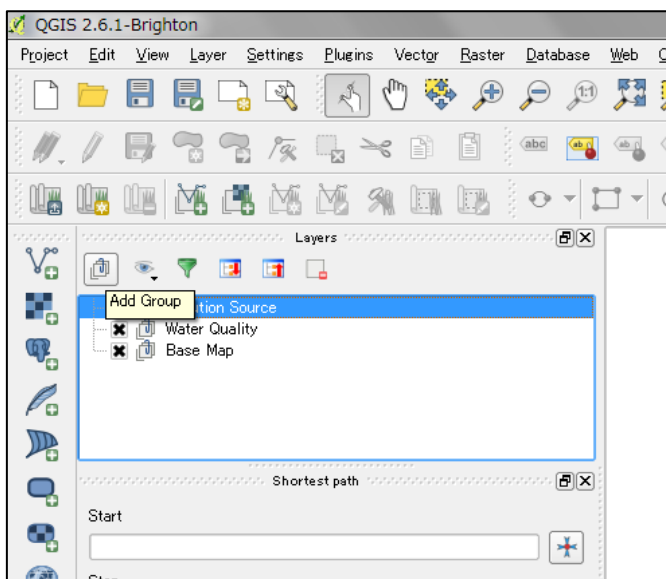 QGIS 2.6.1-Brighton
Project Edit View Layer Settings Plugins Vector Raster Database Web
abc
Layers
Add Group
ution Source
Water Quality
Base Map
Shortest path
Start